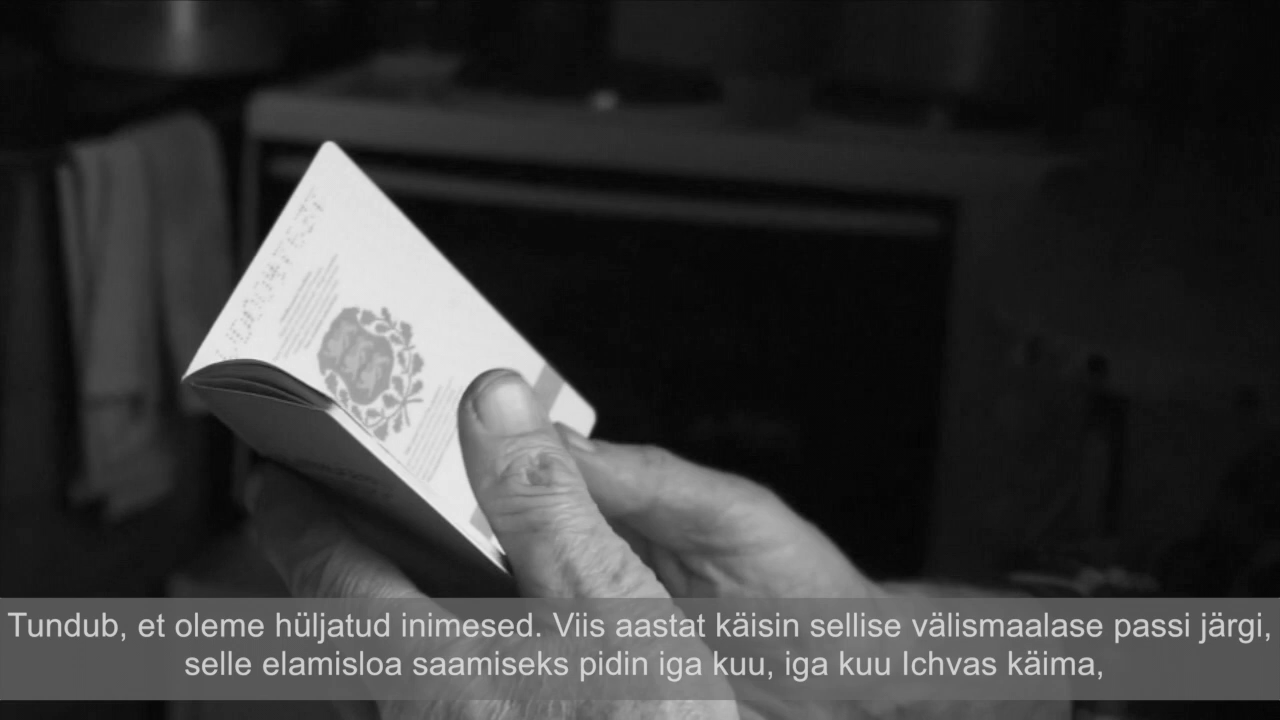 Tundub, et oleme hüljatud inimesed. Viis aastat käisin sellise välismaalase passi järgi,
selle elamisloa saamiseks pidin iga kuu, iga kuu Ichvas käima,